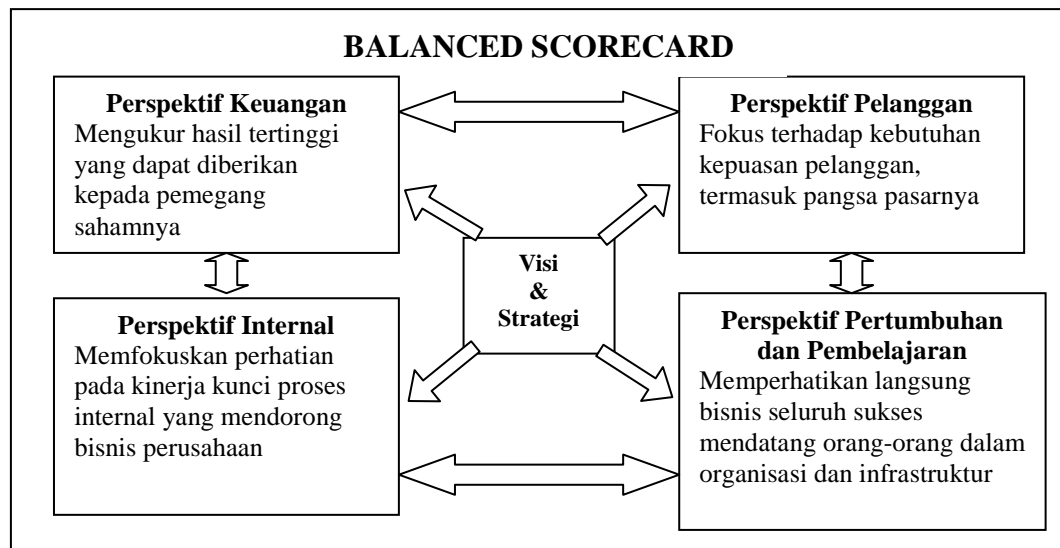 BALANCED SCORECARD
Perspektif Keuangan
Mengukur hasil tertinggi
yang dapat diberikan
kepada pemegang
sahamnya
Perspektif Pelanggan
Fokus terhadap kebutuhan
kepuasan pelanggan,
termasuk pangsa pasarnya
Visi
&
Strategi
Perspektif Internal
Memfokuskan perhatian
pada kinerja kunci proses
internal yang mendorong
bisnis perusahaan
Perspektif Pertumbuhan
dan Pembelajaran
Memperhatikan langsung
bisnis seluruh sukses
mendatang orang-orang dalam
organisasi dan infrastruktur